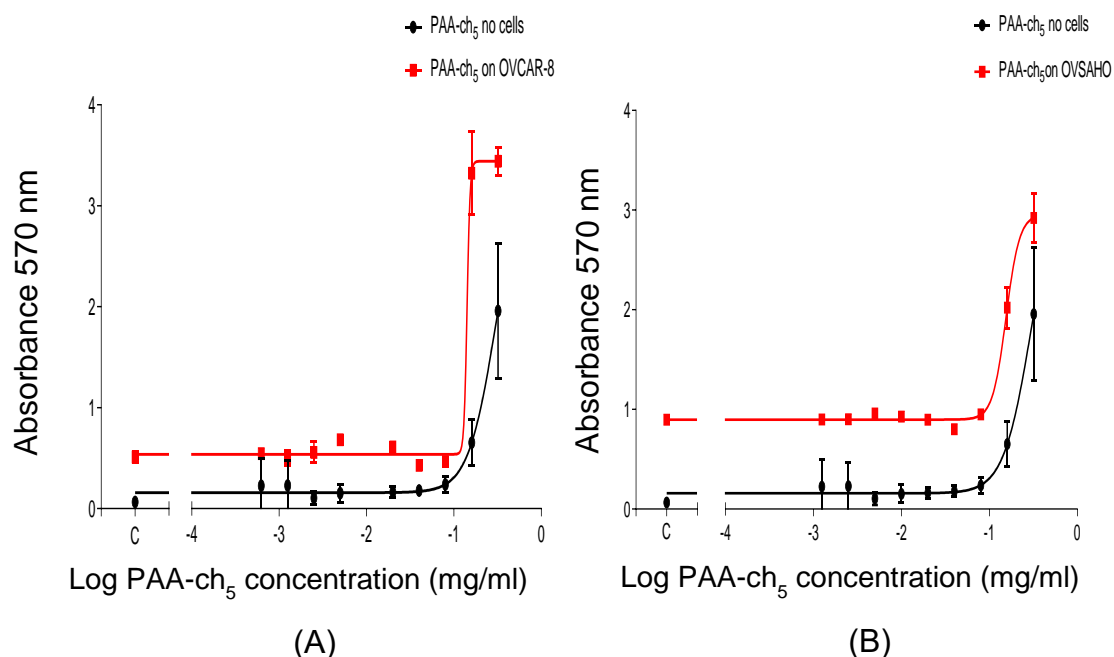 PAA-ch5 no cells
PAA-ch5 on OVCAR-8
4
3
2
1
0
Absorbance 570 nm
C -4 -3 -2 -1 0
Log PAA-ch5 concentration (mg/ml)
(A)
PAA-ch5 no cells
PAA-ch5on OVSAHO
4
3
2
1
0
Absorbance 570 nm
C -4 -3 -2 -1 0
Log PAA-ch5 concentration (mg/ml)
(B)